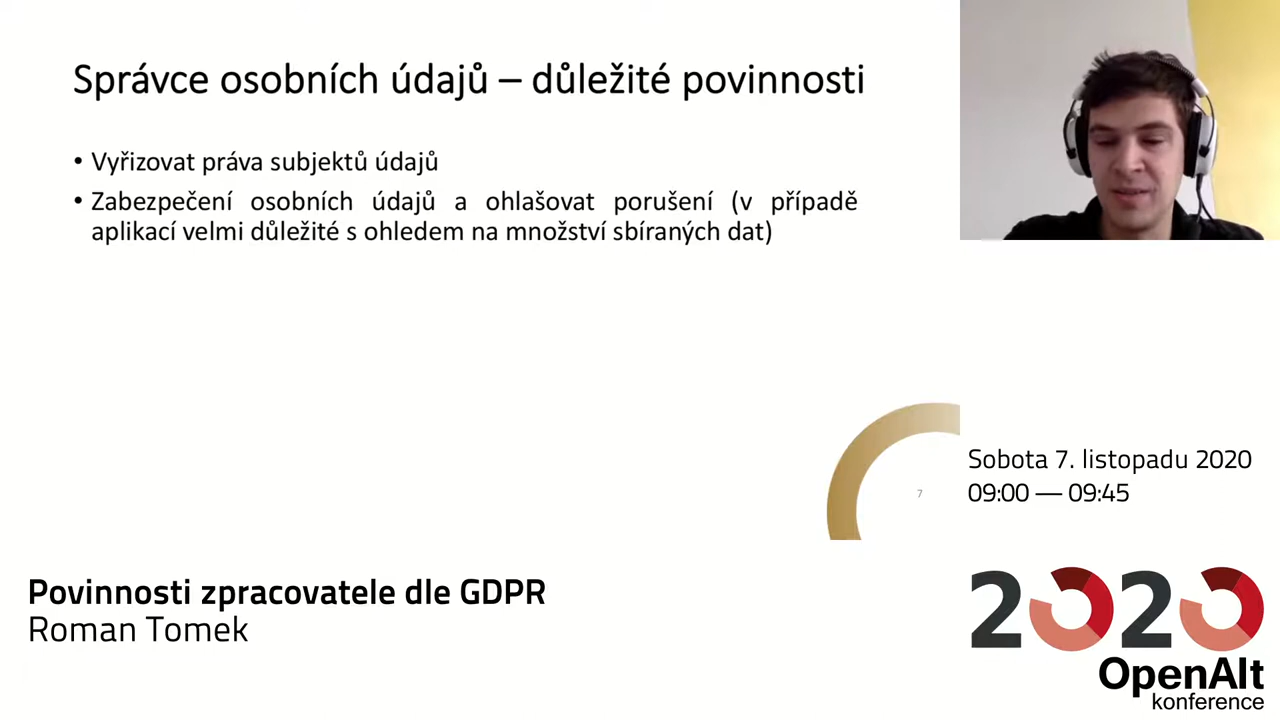 Správce osobních údajů – důležité povinnosti
• Vyřizovat práva subjektů údajů
• Zabezpečení osobních údajů a ohlašovat porušení (v případě
aplikací velmi důležité s ohledem na množství sbíraných dat)
7
Sobota 7. listopadu 2020
09:00 — 09:45
Povinnosti zpracovatele dle GDPR
Roman Tomek
2020
OpenAlt
konference